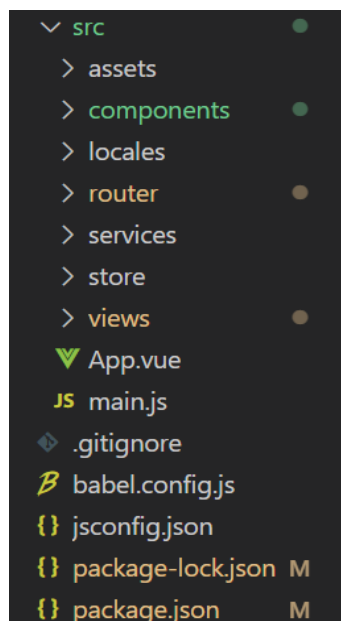 src
assets
components
locales
router
services
store
views
App.vue
JS main.js
.gitignore
babel.config.js
{} jsconfig.json
{} package-lock.json M
{} package.json M